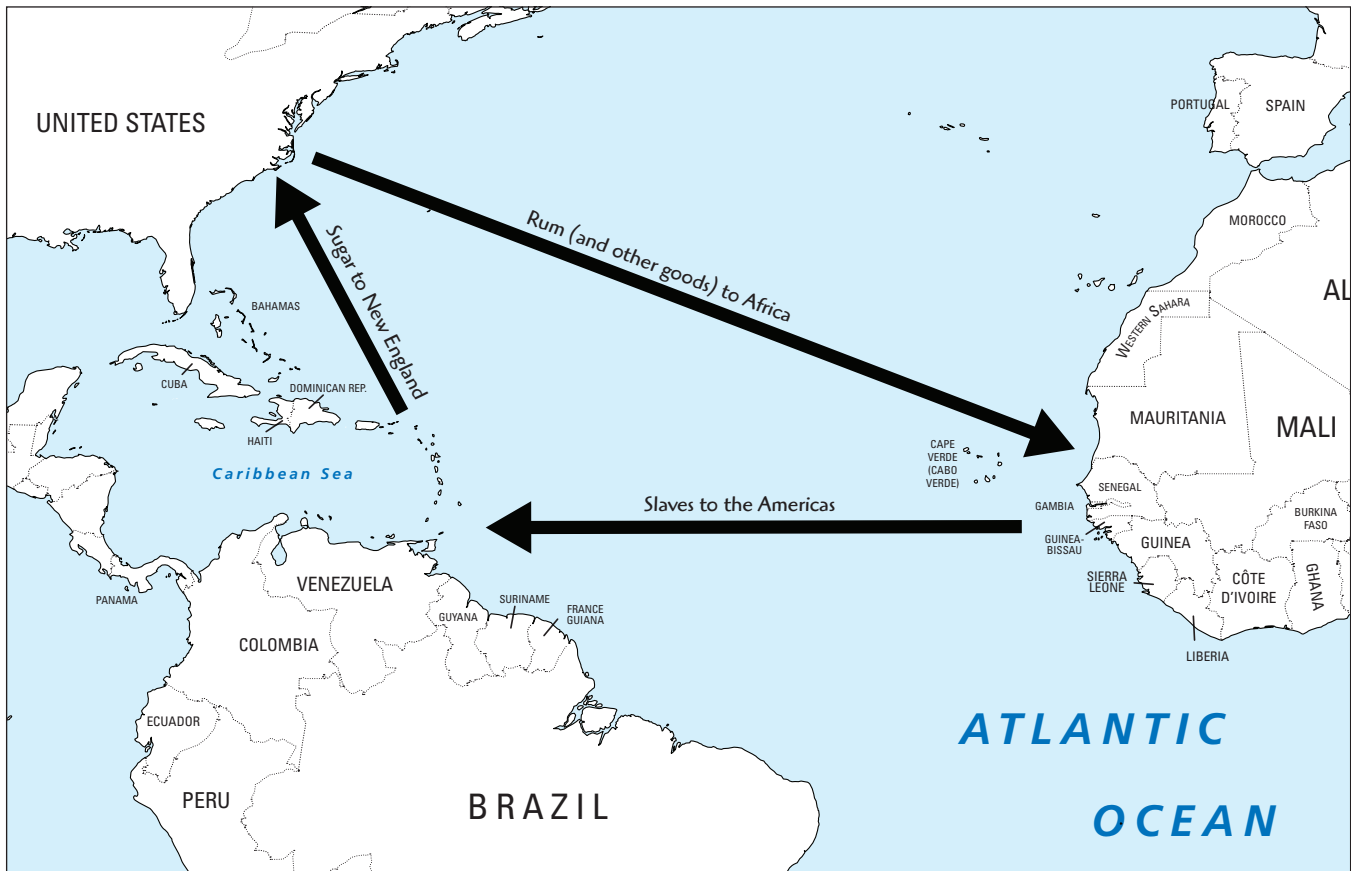 UNITED STATES
PORTUGAL
SPAIN
Rum (and other goods) to Africa
Sugar to New England
MOROCCO
WESTERN SAHARA
AL
BAHAMAS
CUBA
DOMINICAN REP.
HAITI
Caribbean Sea
MAURITANIA
MALI
CAPE
VERDE
(CABO
VERDE)
SENEGAL
GAMBIA
Slaves to the Americas
BURKINA
FASO
GUINEA-
BISSAU
GUINEA
SIERRA
LEONE
CÔTE
D'IVOIRE
GHANA
LIBERIA
PANAMA
VENEZUELA
GUYANA
SURINAME
FRANCE
GUIANA
COLOMBIA
ECUADOR
PERU
BRAZIL
ATLANTIC
OCEAN